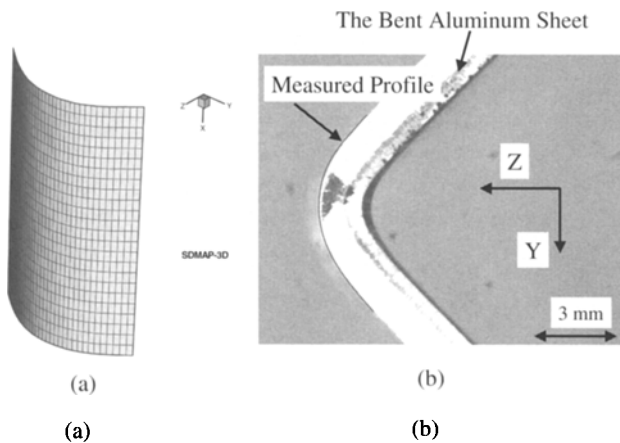 The Bent Aluminum Sheet
Measured Profile
Z
Y
X
SDMAP-3D
Z
Y
3 mm
(a)
(b)
(a)
(b)